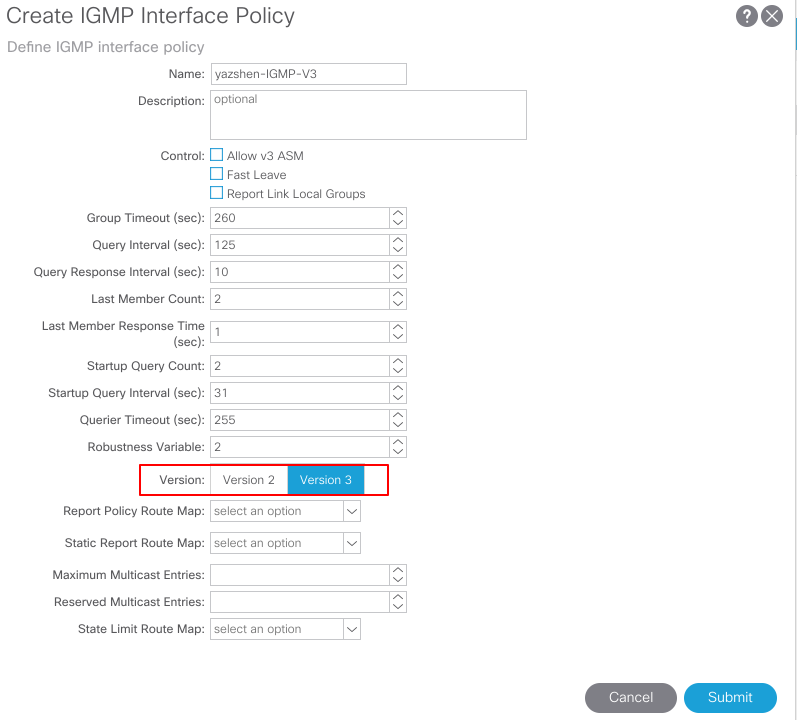 Create IGMP Interface Policy
Define IGMP interface policy
Name: yazshen-IGMP-V3
Description: optional
Control: Allow v3 ASM
Fast Leave
Report Link Local Groups
Group Timeout (sec): 260
Query Interval (sec): 125
Query Response Interval (sec): 10
Last Member Count: 2
Last Member Response Time
(sec): 1
Startup Query Count: 2
Startup Query Interval (sec): 31
Querier Timeout (sec): 255
Robustness Variable: 2
Version: Version 2 Version 3
Report Policy Route Map: select an option
Static Report Route Map: select an option
Maximum Multicast Entries:
Reserved Multicast Entries:
State Limit Route Map: select an option
Cancel Submit